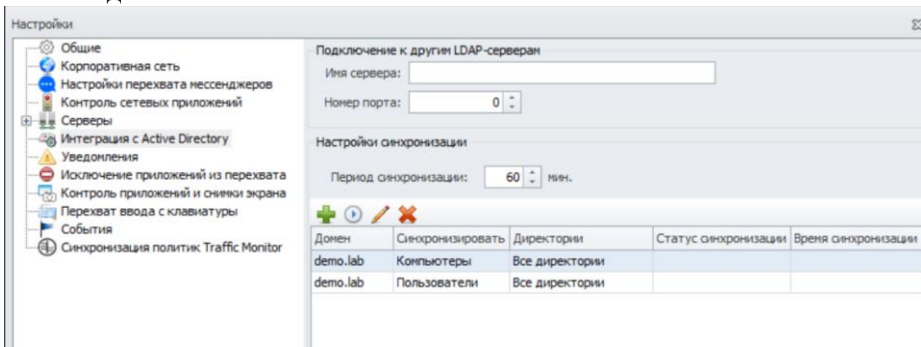 Настройки
Общие
Корпоративная сеть
Настройки перехвата мессенджеров
Контроль сетевых приложений
Серверы
Интеграция с Active Directory
Уведомления
Исключение приложений из перехвата
Контроль приложений и снимки экрана
Перехват ввода с клавиатуры
События
Синхронизация политик Traffic Monitor
Подключение к другим LDAP-серверам
Имя сервера:
Номер порта: 0
Настройки синхронизации
Период синхронизации: 60 мин.
Домен Синхронизировать Директории Статус синхронизации Время синхронизации
demo.lab Компьютеры Все директории
demo.lab Пользователи Все директории